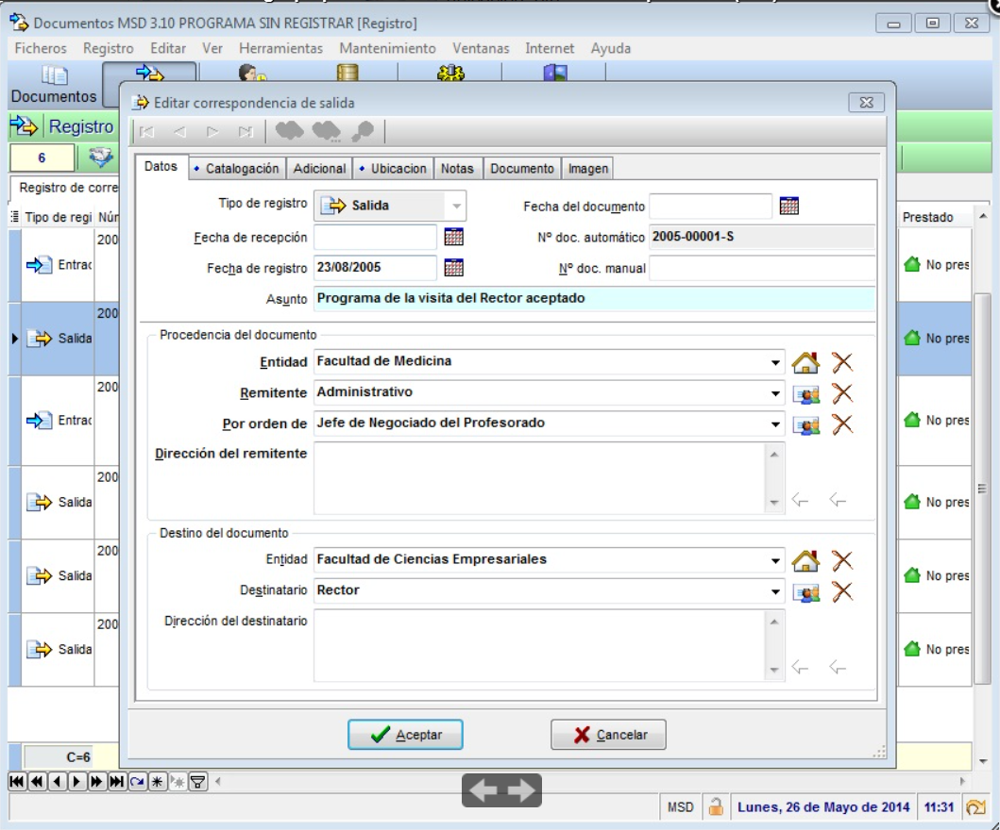 Documentos MSD 3.10 PROGRAMA SIN REGISTRAR [Registro]
Ficheros Registro Editar Ver Herramientas Mantenimiento Ventanas Internet Ayuda
Documentos
Editar correspondencia de salida
Registro
6
Datos Catalogación Adicional Ubicacion Notas Documento Imagen
Registro de corre
Tipo de regi Núr
Prestado
Tipo de registro Salida Fecha del documento
Fecha de recepción Nº doc. automático 2005-00001-S
Fecha de registro 23/08/2005 Nº doc. manual
Asunto Programa de la visita del Rector aceptado
Procedencia del documento
Entidad Facultad de Medicina
Remitente Administrativo
Por orden de Jefe de Negociado del Profesorado
Dirección del remitente
Destino del documento
Entidad Facultad de Ciencias Empresariales
Destinatario Rector
Dirección del destinatario
200
Entrac No pres
200
Salida No pres
200
Entrac No pres
200
Salida No pres
200
Salida No pres
200
Salida No pres
Aceptar Cancelar
C=6
MSD Lunes, 26 de Mayo de 2014 11:31